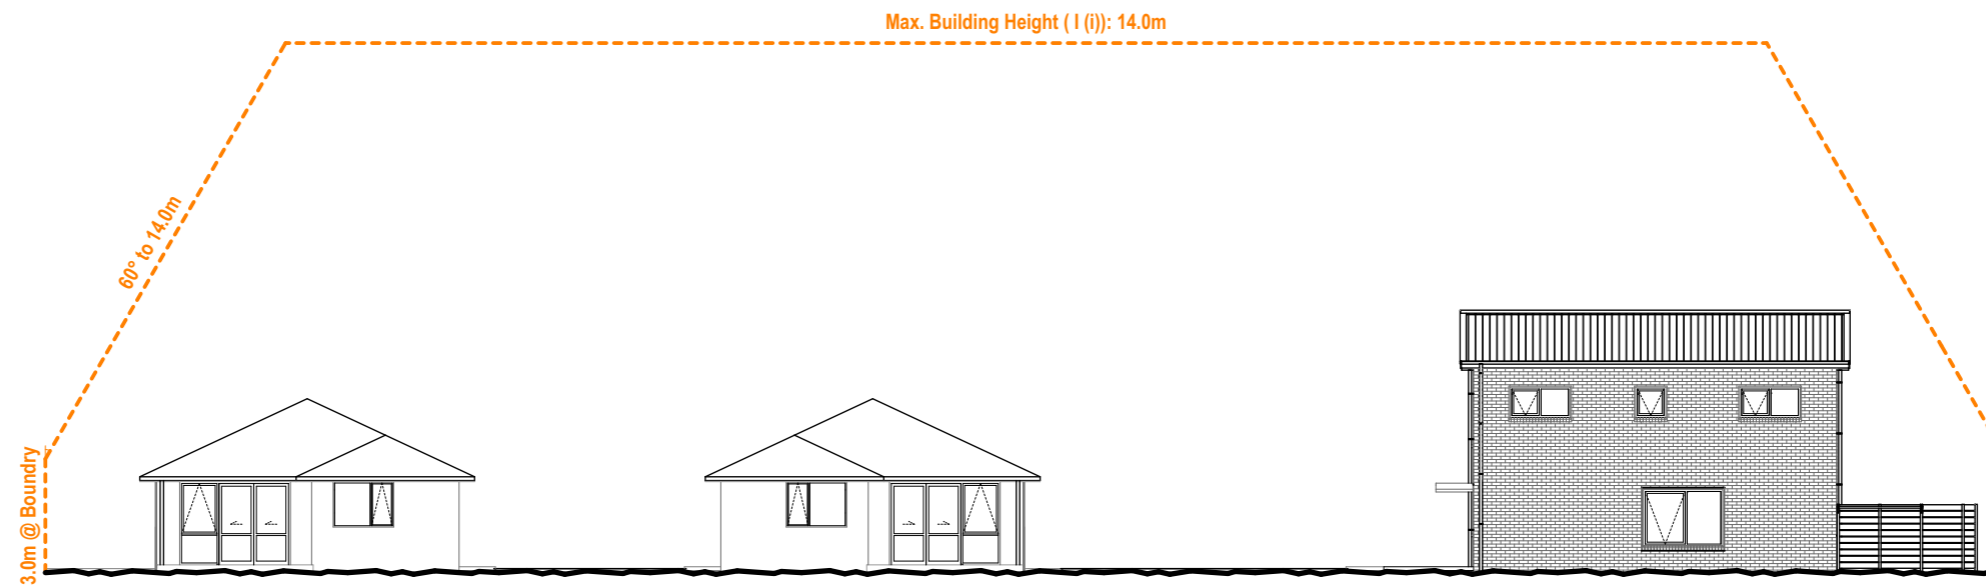 Max. Building Height ( I (i)): 14.0m
60° to 14.0m
3.0m @ Boundry